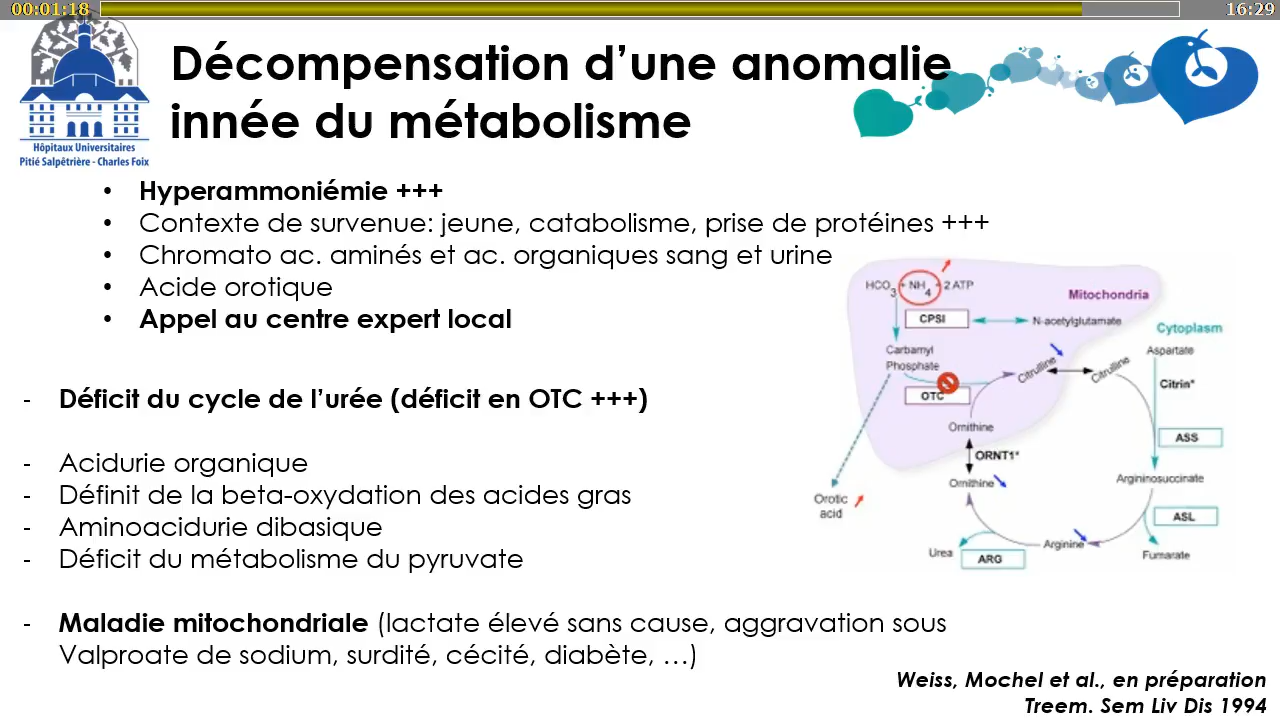 00:01:18
16:29
Décompensation d’une anomalie
innée du métabolisme
Hôpitaux Universitaires
Pitié Salpêtrière - Charles Foix
• Hyperammoniémie +++
• Contexte de survenue: jeune, catabolisme, prise de protéines +++
• Chromato ac. aminés et ac. organiques sang et urine
• Acide orotique
• Appel au centre expert local
- Déficit du cycle de l’urée (déficit en OTC +++)
- Acidurie organique
- Définit de la beta-oxydation des acides gras
- Aminoacidurie dibasique
- Déficit du métabolisme du pyruvate
- Maladie mitochondriale (lactate élevé sans cause, aggravation sous
Valproate de sodium, surdité, cécité, diabète, …)
HCO3 + NH4 + 2 ATP
Mitochondria
CPSI
N-acetylglutamate
Cytoplasm
Carbamyl
Phosphate
Citrulline
Citrulline
Aspartate
Citrin*
OTC
Ornithine
ASS
ORNT1*
Ornithine
Argininosuccinate
Orotic
acid
ASL
Arginine
Urea
ARG
Fumarate
Weiss, Mochel et al., en préparation
Treem. Sem Liv Dis 1994